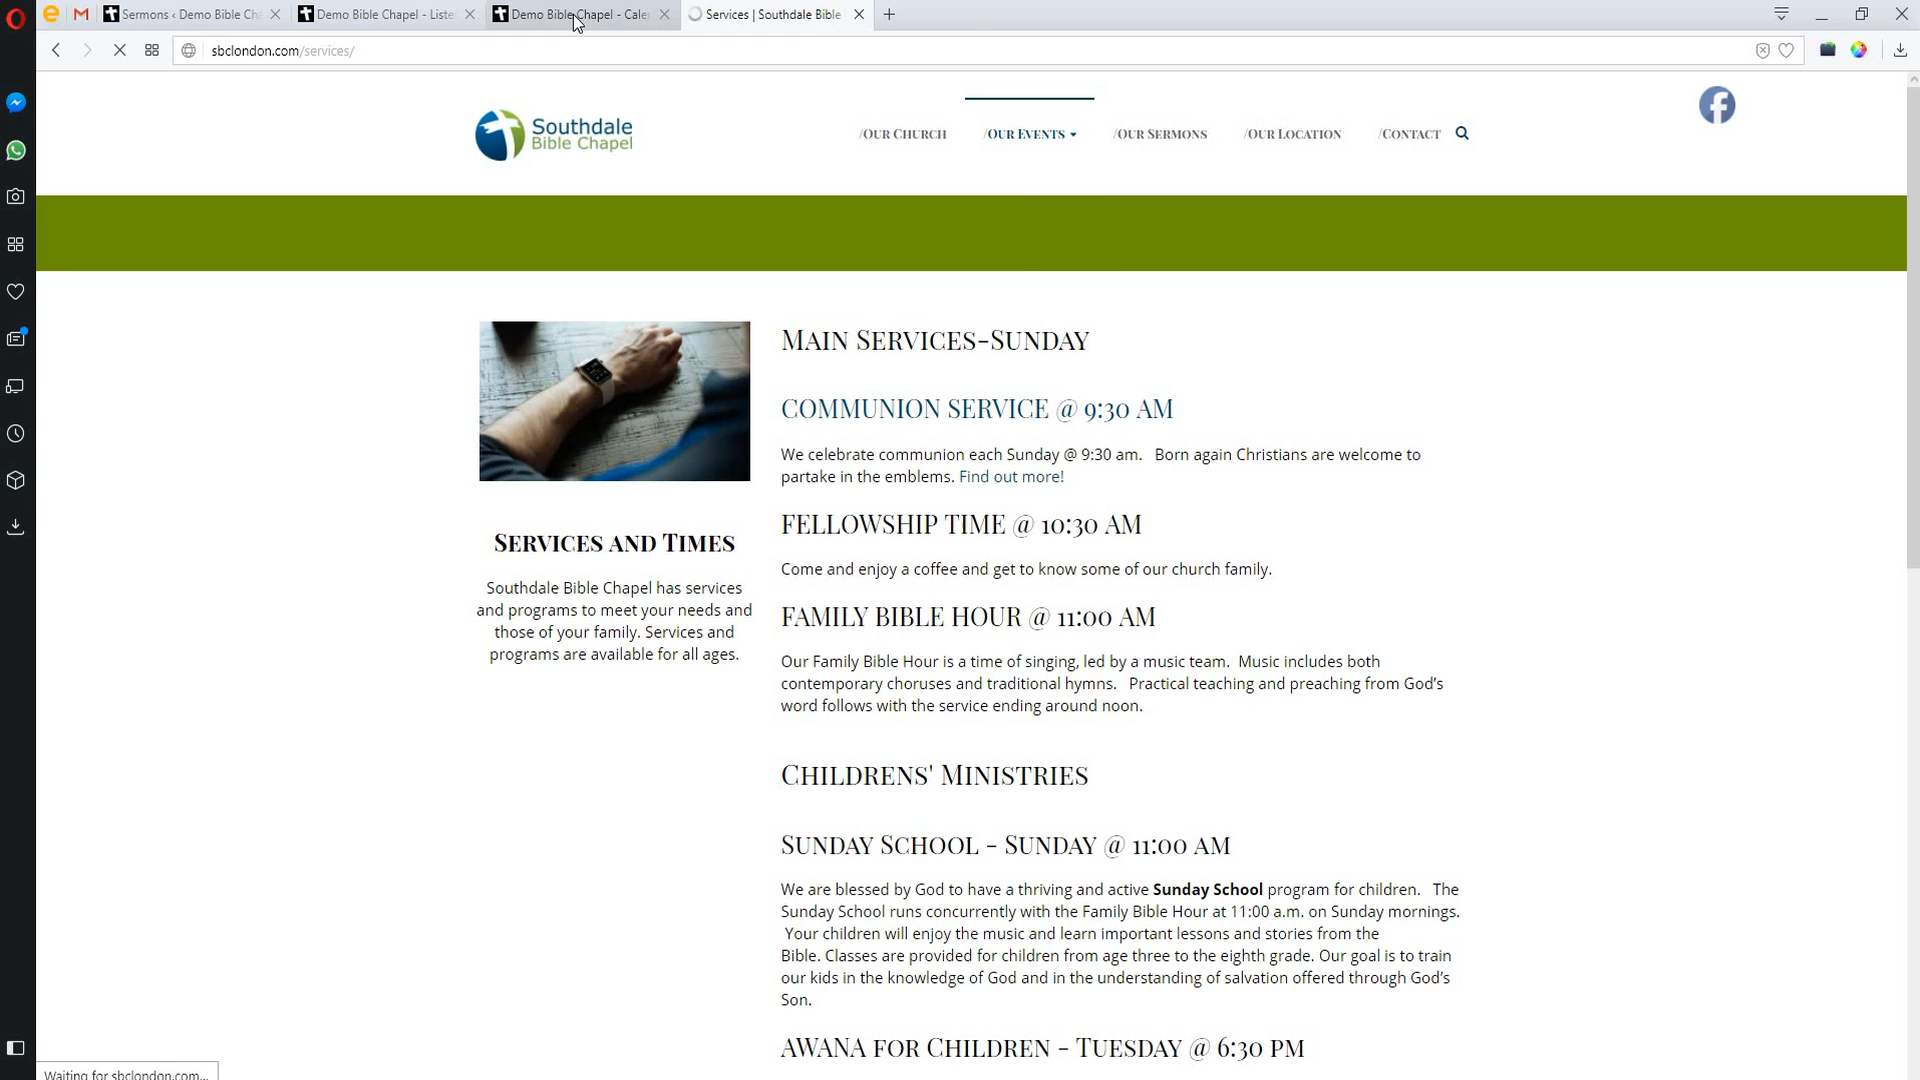 Sermons ‹ Demo Bible Cha
Demo Bible Chapel - Liste
Demo Bible Chapel - Cale
Services | Southdale Bible
sbclondon.com/services/
Southdale
Bible Chapel
/OUR CHURCH
/OUR EVENTS
/OUR SERMONS
/OUR LOCATION
/CONTACT
MAIN SERVICES-SUNDAY
COMMUNION SERVICE @ 9:30 AM
We celebrate communion each Sunday @ 9:30 am. Born again Christians are welcome to
partake in the emblems. Find out more!
FELLOWSHIP TIME @ 10:30 AM
Come and enjoy a coffee and get to know some of our church family.
FAMILY BIBLE HOUR @ 11:00 AM
Our Family Bible Hour is a time of singing, led by a music team. Music includes both
contemporary choruses and traditional hymns. Practical teaching and preaching from God's
word follows with the service ending around noon.
SERVICES AND TIMES
Southdale Bible Chapel has services
and programs to meet your needs and
those of your family. Services and
programs are available for all ages.
CHILDRENS' MINISTRIES
SUNDAY SCHOOL - SUNDAY @ 11:00 AM
We are blessed by God to have a thriving and active Sunday School program for children. The
Sunday School runs concurrently with the Family Bible Hour at 11:00 a.m. on Sunday mornings.
Your children will enjoy the music and learn important lessons and stories from the
Bible. Classes are provided for children from age three to the eighth grade. Our goal is to train
our kids in the knowledge of God and in the understanding of salvation offered through God's
Son.
AWANA FOR CHILDREN - TUESDAY @ 6:30 PM
Waiting for sbclondon.com...